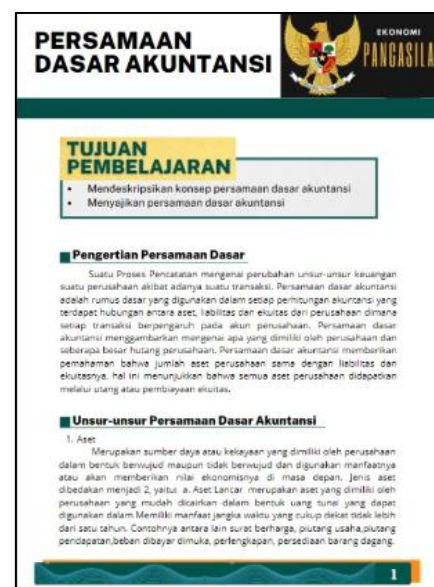 PERSAMAAN
DASAR AKUNTANSI
EKONOMI
PANCASILA
TUJUAN
PEMBELAJARAN
• Mendeskripsikan konsep persamaan dasar akuntansi
• Menyajikan persamaan dasar akuntansi
Pengertian Persamaan Dasar
Suatu Proses Pencatatan mengenai perubahan unsur-unsur keuangan
suatu perusahaan akibat adanya suatu transaksi. Persamaan dasar akuntansi
adalah rumus dasar yang digunakan dalam setiap perhitungan akuntansi yang
terdapat hubungan antara aset, liabilitas dan ekuitas dari perusahaan dimana
setiap transaksi berpengaruh pada akun perusahaan. Persamaan dasar
akuntansi menggambarkan mengenai apa yang dimiliki oleh perusahaan dan
seberapa besar hutang perusahaan. Persamaan dasar akuntansi memberikan
pemahaman bahwa jumlah aset perusahaan sama dengan liabilitas dan
ekuitasnya, hal ini menunjukkan bahwa semua aset perusahaan didapatkan
melalui utang atau pembiayaan ekuitas.
Unsur-unsur Persamaan Dasar Akuntansi
1. Aset
Merupakan sumber daya atau kekayaan yang dimiliki oleh perusahaan
dalam bentuk berwujud maupun tidak berwujud dan digunakan manfaatnya
atau akan memberikan nilai ekonomisnya di masa depan. Jenis aset
dibedakan menjadi 2, yaitu: a. Aset Lancar merupakan aset yang dimiliki oleh
perusahaan yang mudah dicairkan dalam bentuk uang tunai yang dapat
digunakan dalam Memiliki manfaat jangka waktu yang cukup dekat tidak lebih
dari satu tahun. Contohnya antara lain surat berharga, piutang usaha,piutang
pendapatan,beban dibayar dimuka, perlengkapan, persediaan barang dagang.
1